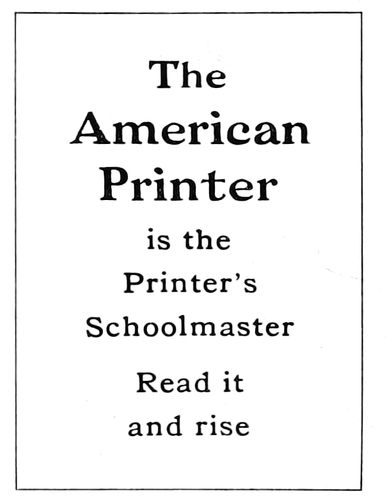 The
American
Printer
is the
Printer's
Schoolmaster
Read it
and rise